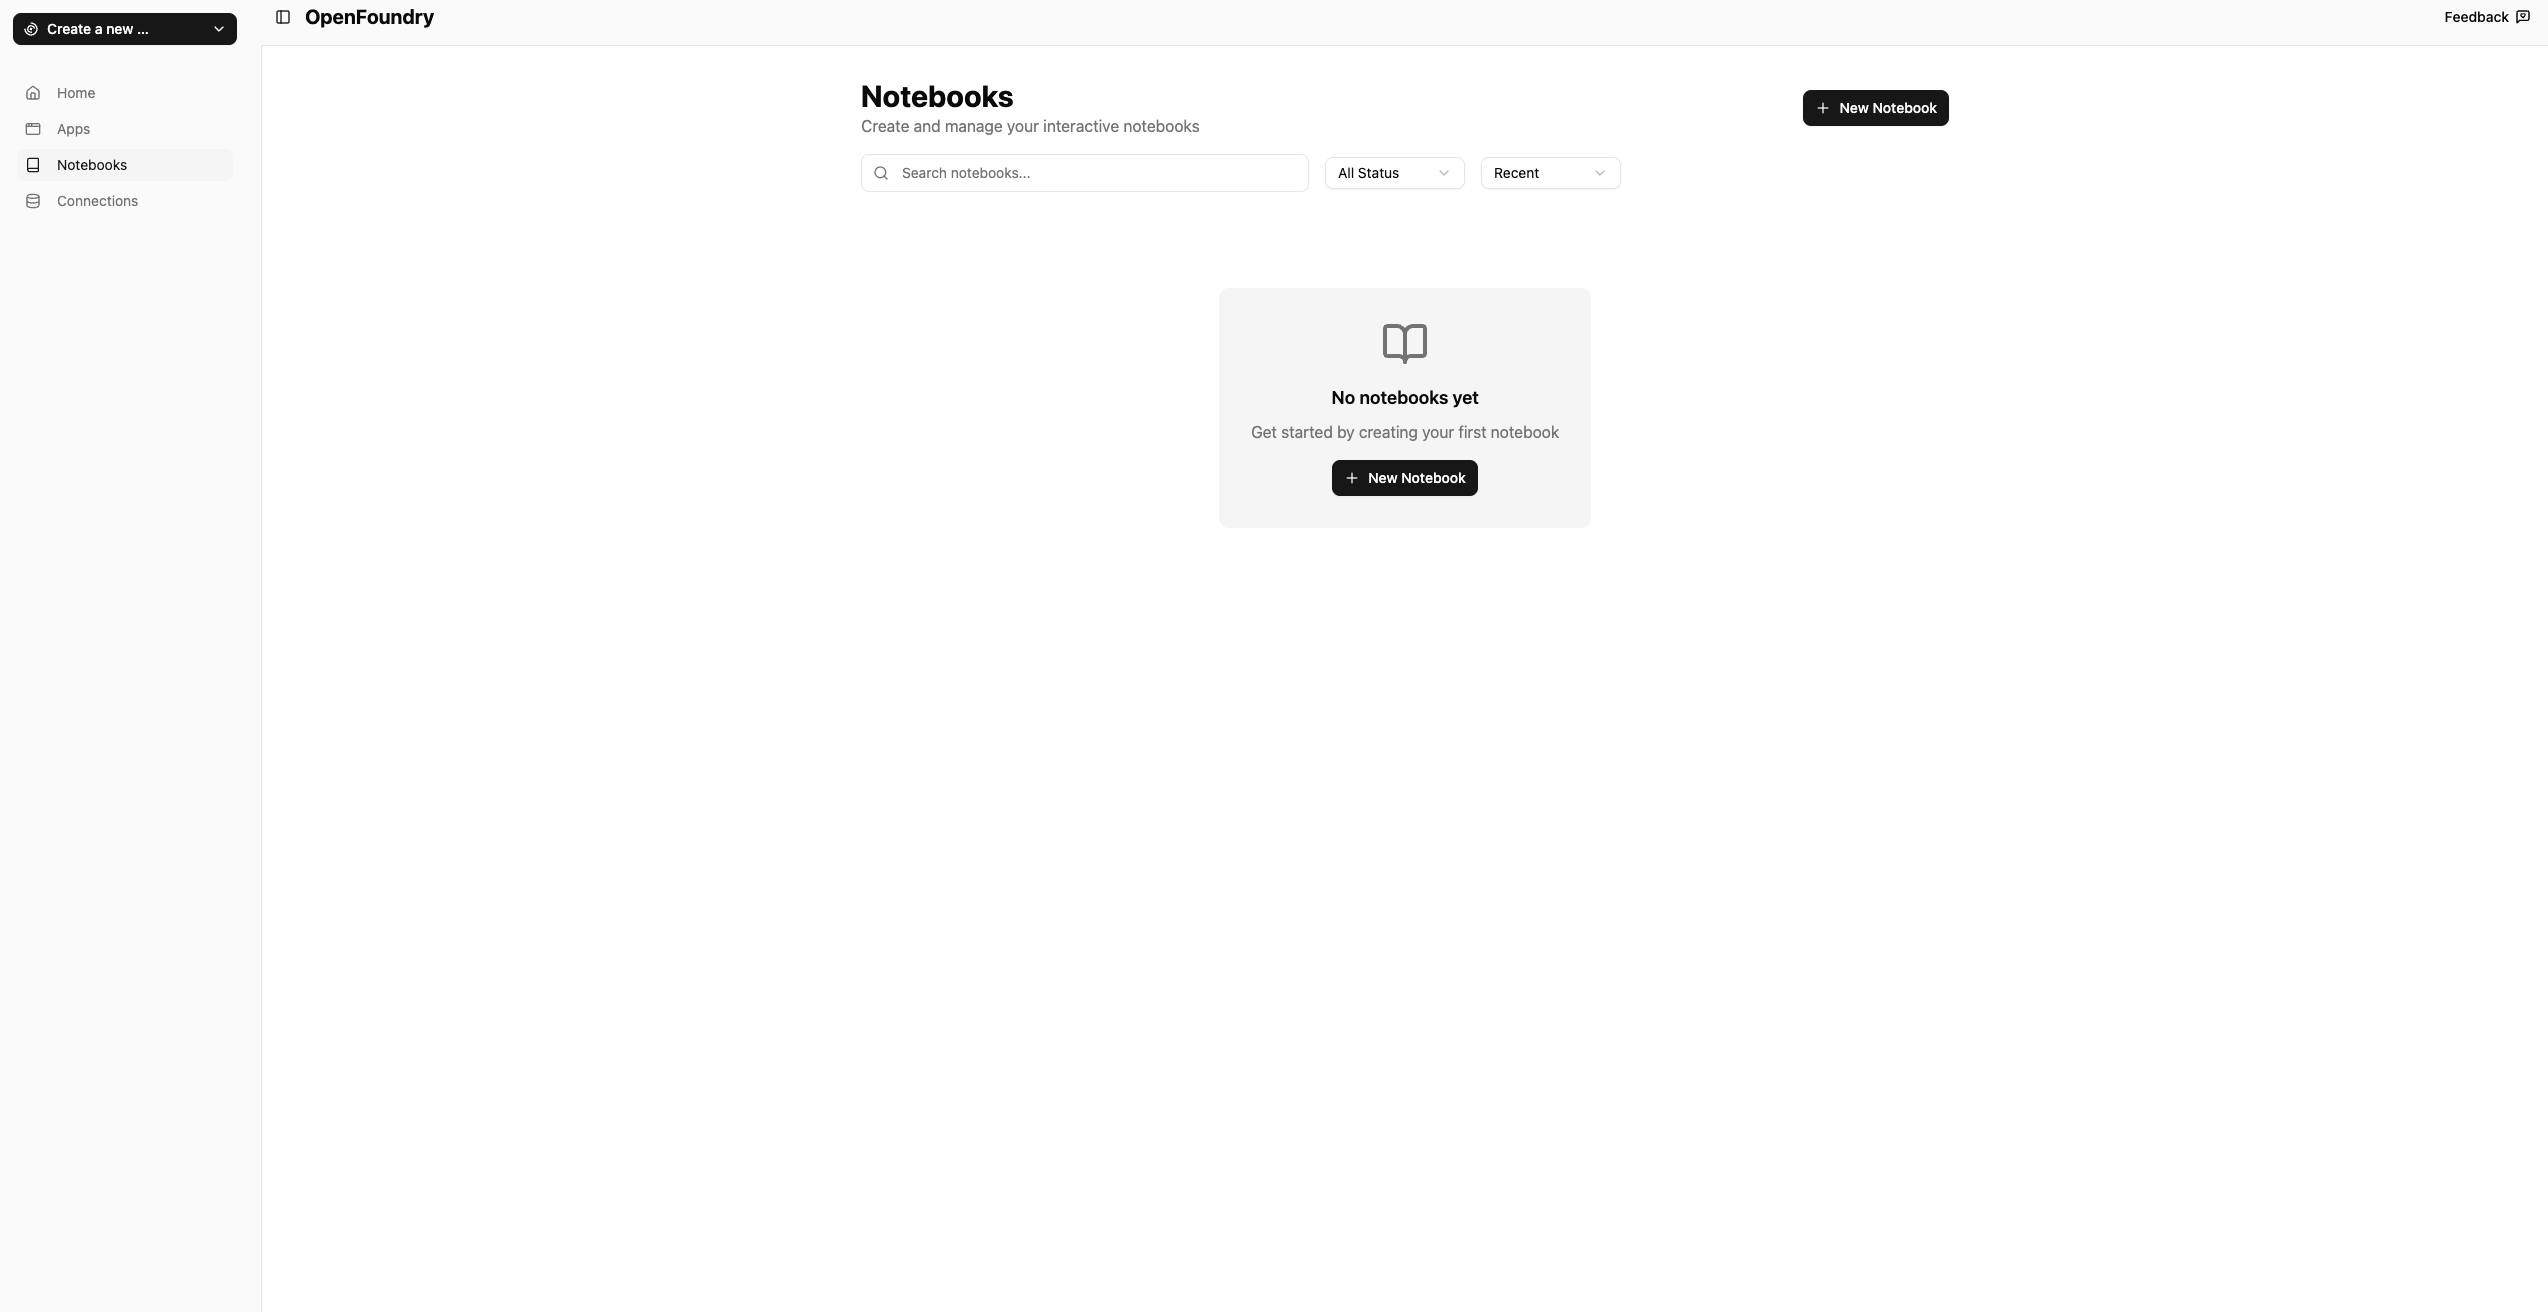 Create a new ...
OpenFoundry
Feedback
Home
Apps
Notebooks
Connections
Notebooks
Create and manage your interactive notebooks
New Notebook
Search notebooks...
All Status
Recent
No notebooks yet
Get started by creating your first notebook
New Notebook